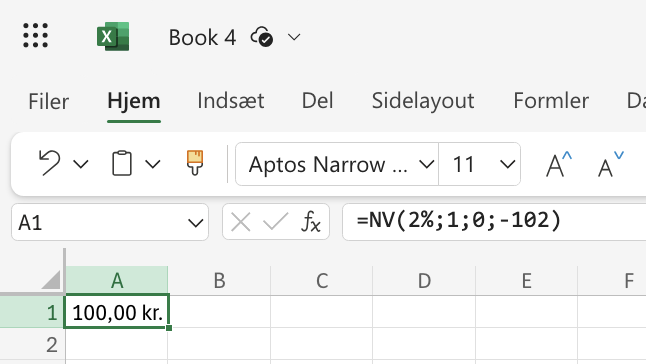 Book 4
Filer Hjem Indsæt Del Sidelayout Formler Da
Aptos Narrow ... 11 A^ A˅
A1 fx =NV(2%;1;0;-102)
A B C D E F
1 100,00 kr.
2